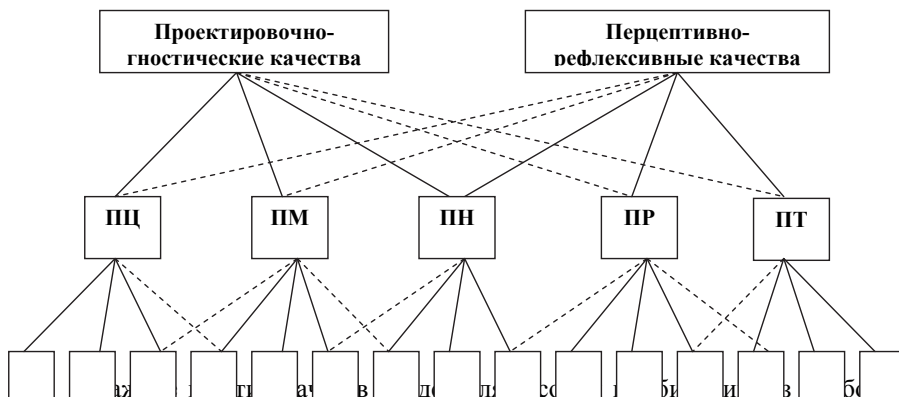 Проектировочно-
гностические качества
Перцептивно-
рефлексивные качества
ПЦ
ПМ
ПН
ПР
ПТ